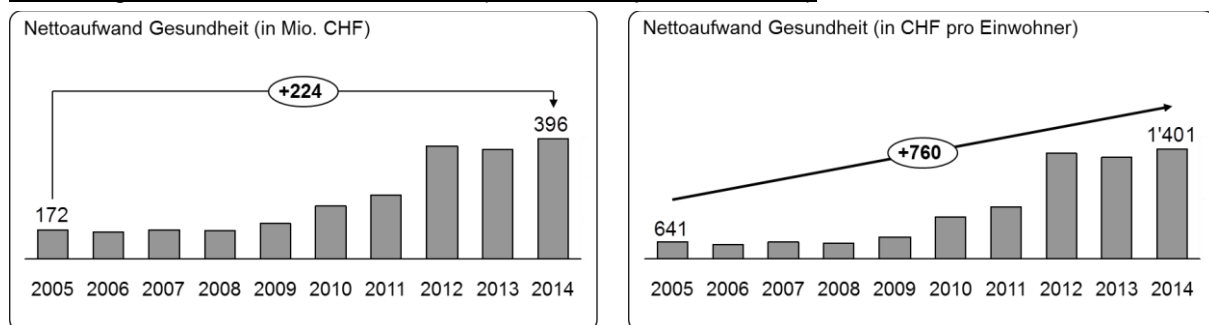 Nettoaufwand Gesundheit (in Mio. CHF)
+224
396
172
2005 2006 2007 2008 2009 2010 2011 2012 2013 2014
Nettoaufwand Gesundheit (in CHF pro Einwohner)
1'401
+760
641
2005 2006 2007 2008 2009 2010 2011 2012 2013 2014